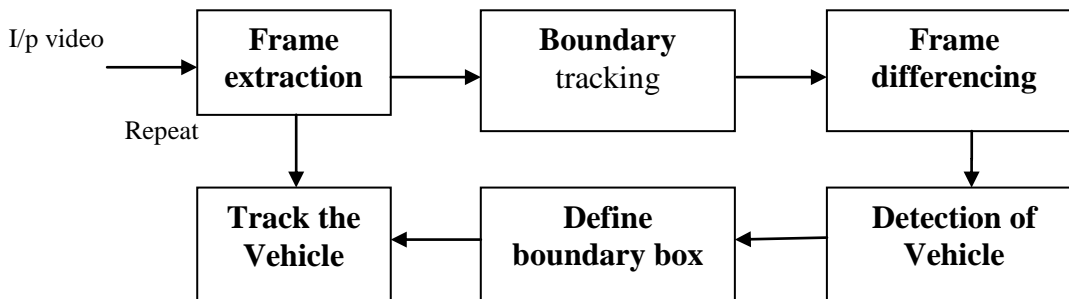 I/p video
Frame
extraction
Boundary
tracking
Frame
differencing
Repeat
Track the
Vehicle
Define
boundary box
Detection of
Vehicle